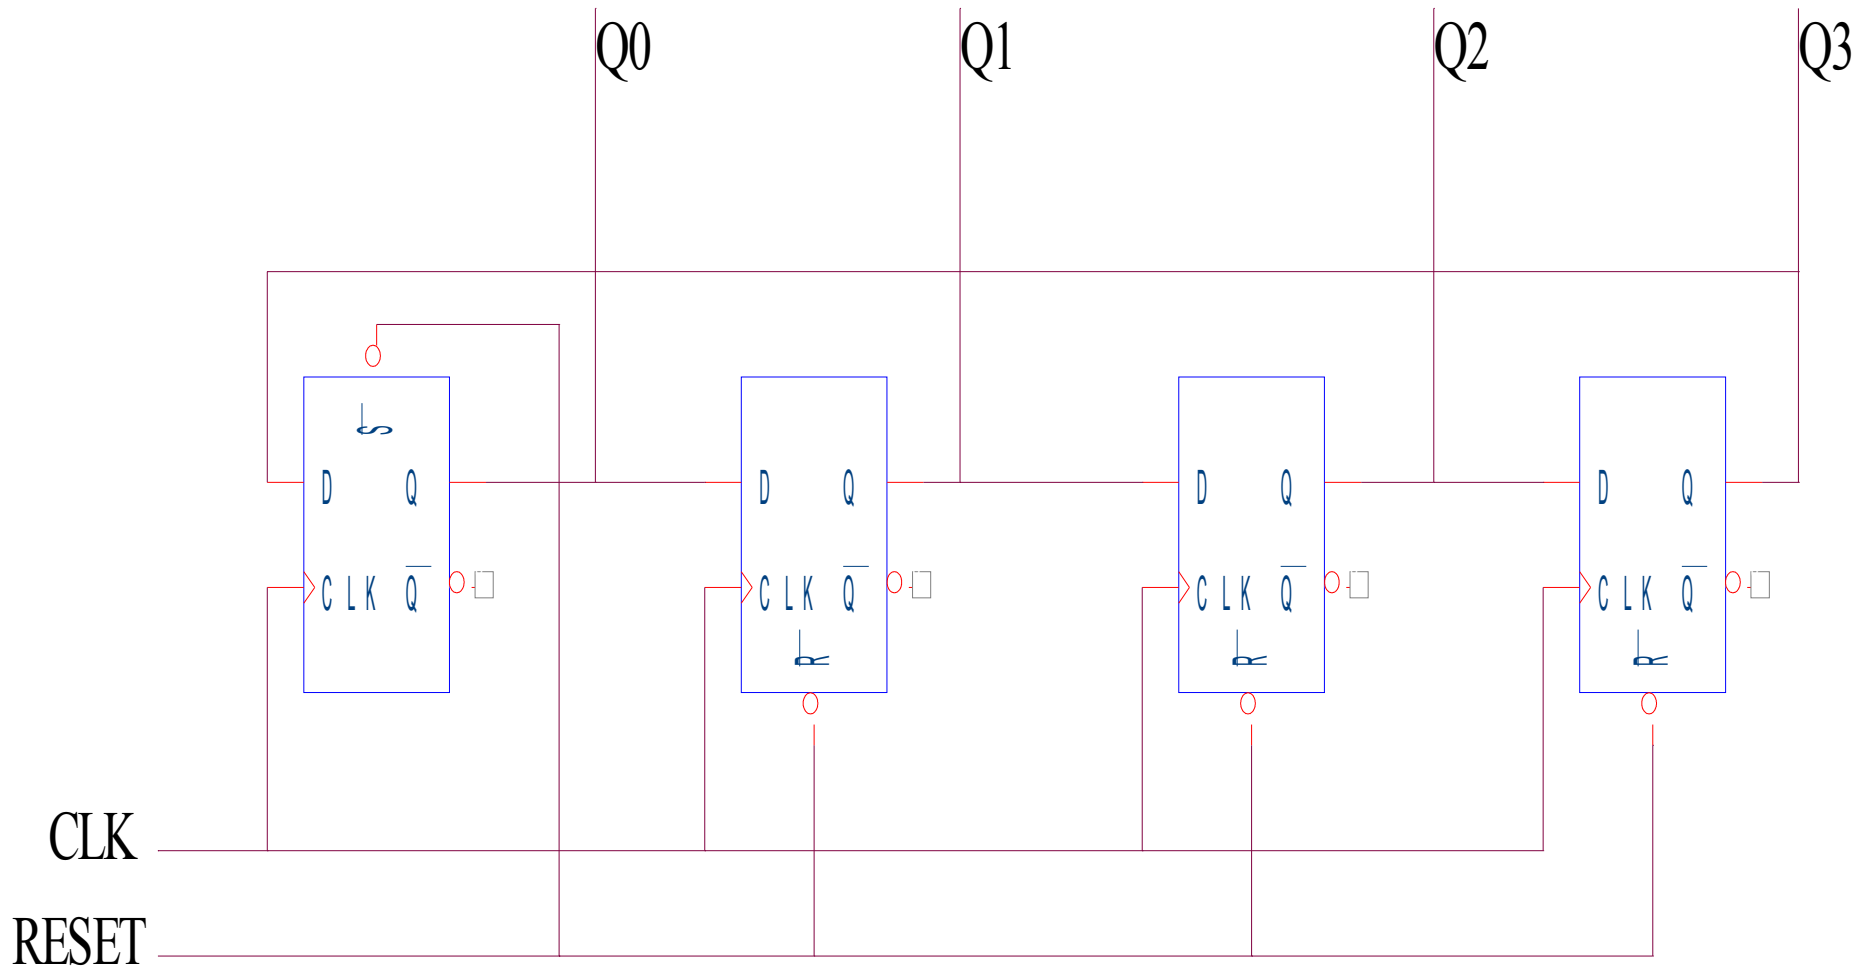 Q0 Q1 Q2 Q3
S
D Q D Q D Q D Q
CLK Q̅ CLK Q̅ CLK Q̅ CLK Q̅
R R R
CLK
RESET